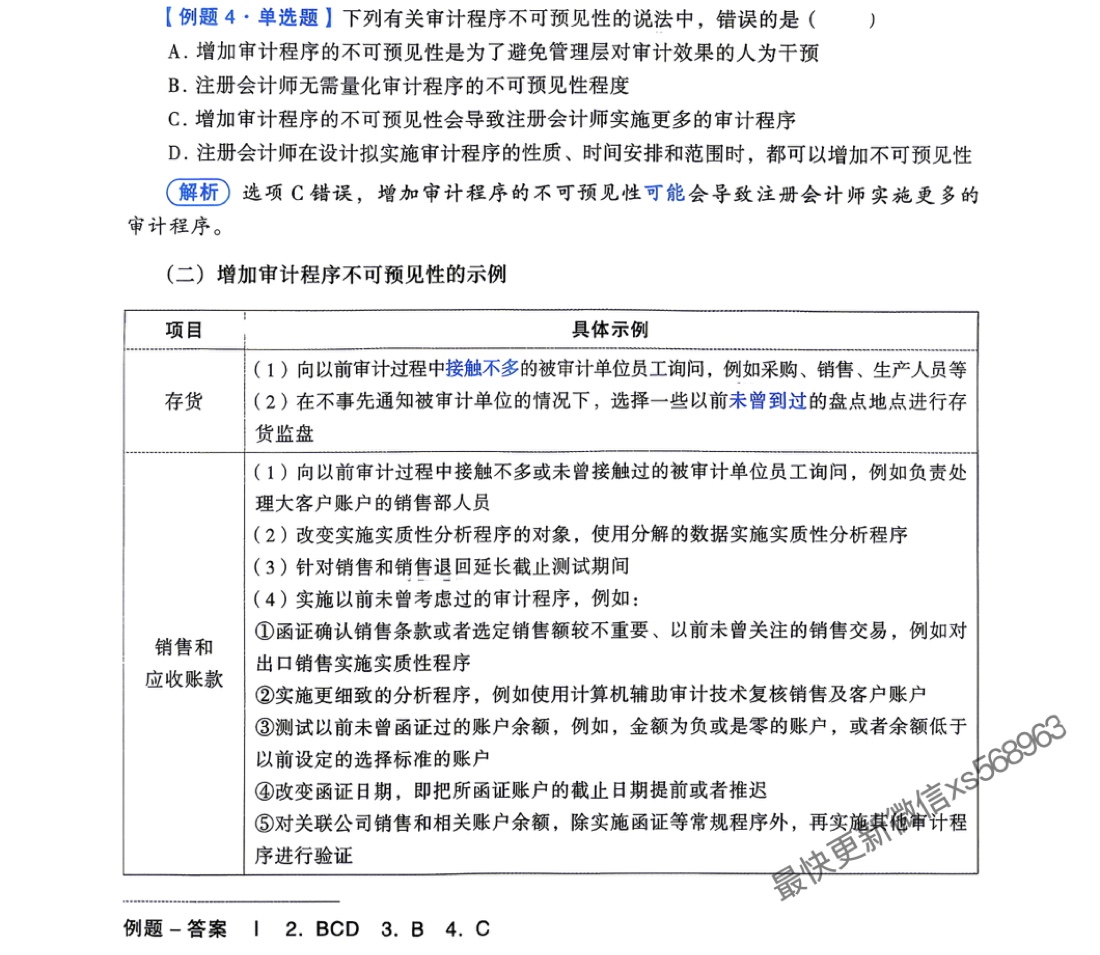 【例题 4·单选题】下列有关审计程序不可预见性的说法中，错误的是（　　）
A. 增加审计程序的不可预见性是为了避免管理层对审计效果的人为干预
B. 注册会计师无需量化审计程序的不可预见性程度
C. 增加审计程序的不可预见性会导致注册会计师实施更多的审计程序
D. 注册会计师在设计拟实施审计程序的性质、时间安排和范围时，都可以增加不可预见性
解析 选项 C 错误，增加审计程序的不可预见性可能会导致注册会计师实施更多的
审计程序。
（二）增加审计程序不可预见性的示例
项目 具体示例
存货
（1）向以前审计过程中接触不多的被审计单位员工询问，例如采购、销售、生产人员等
（2）在不事先通知被审计单位的情况下，选择一些以前未曾到过的盘点地点进行存
货监盘
销售和
应收账款
（1）向以前审计过程中接触不多或未曾接触过的被审计单位员工询问，例如负责处
理大客户账户的销售部人员
（2）改变实施实质性分析程序的对象，使用分解的数据实施实质性分析程序
（3）针对销售和销售退回延长截止测试期间
（4）实施以前未曾考虑过的审计程序，例如：
①函证确认销售条款或者选定销售额较不重要、以前未曾关注的销售交易，例如对
出口销售实施实质性程序
②实施更细致的分析程序，例如使用计算机辅助审计技术复核销售及客户账户
③测试以前未曾函证过的账户余额，例如，金额为负或是零的账户，或者余额低于
以前设定的选择标准的账户
④改变函证日期，即把所函证账户的截止日期提前或者推迟
⑤对关联公司销售和相关账户余额，除实施函证等常规程序外，再实施其他审计程
序进行验证
最快更新微信xs568963
例题 – 答案 1 2. BCD 3. B 4. C